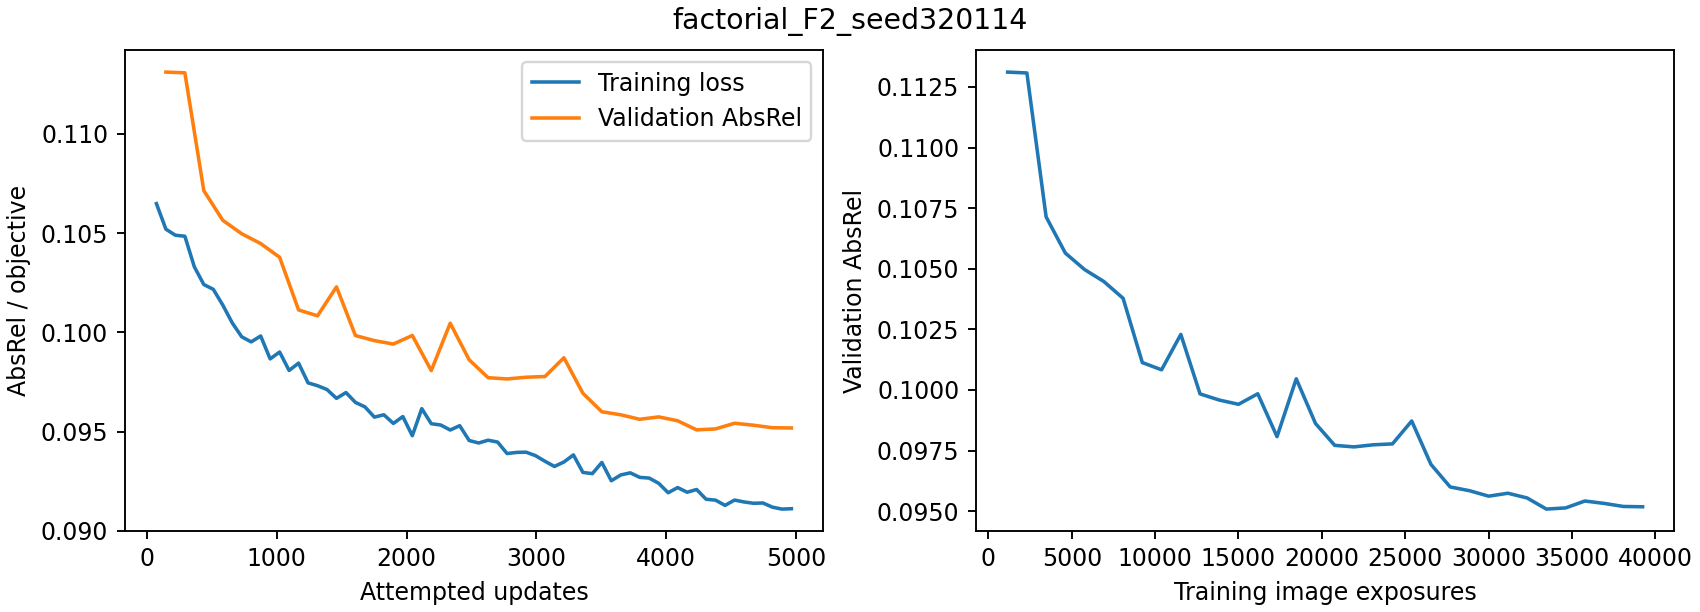 factorial_F2_seed320114
Training loss
Validation AbsRel
0.110
0.105
0.100
0.095
0.090
AbsRel / objective
0 1000 2000 3000 4000 5000
Attempted updates
0.1125
0.1100
0.1075
0.1050
0.1025
0.1000
0.0975
0.0950
Validation AbsRel
0 5000 10000 15000 20000 25000 30000 35000 40000
Training image exposures